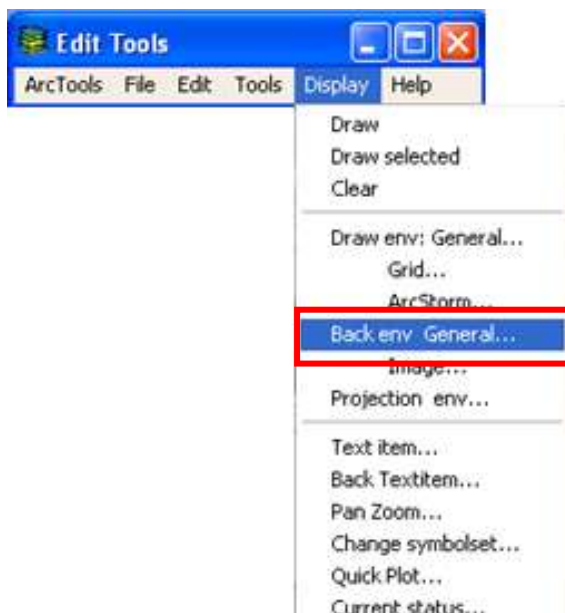 Edit Tools
ArcTools File Edit Tools Display Help
Draw
Draw selected
Clear
Draw env: General...
Grid...
ArcStorm...
Back env General...
Image...
Projection env...
Text item...
Back Textitem...
Pan Zoom...
Change symbolset...
Quick Plot...
Current status...